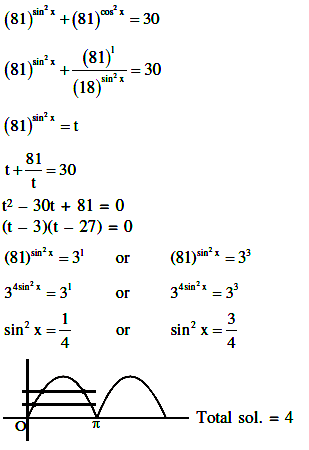 (81)^{sin² x} + (81)^{cos² x} = 30
(81)^{sin² x} + (81)^1 / (18)^{sin² x} = 30
(81)^{sin² x} = t
t + 81/t = 30
t² – 30t + 81 = 0
(t – 3)(t – 27) = 0
(81)^{sin² x} = 3^1 or (81)^{sin² x} = 3^3
3^{4sin² x} = 3^1 or 3^{4sin² x} = 3^3
sin² x = 1/4 or sin² x = 3/4
O π Total sol. = 4